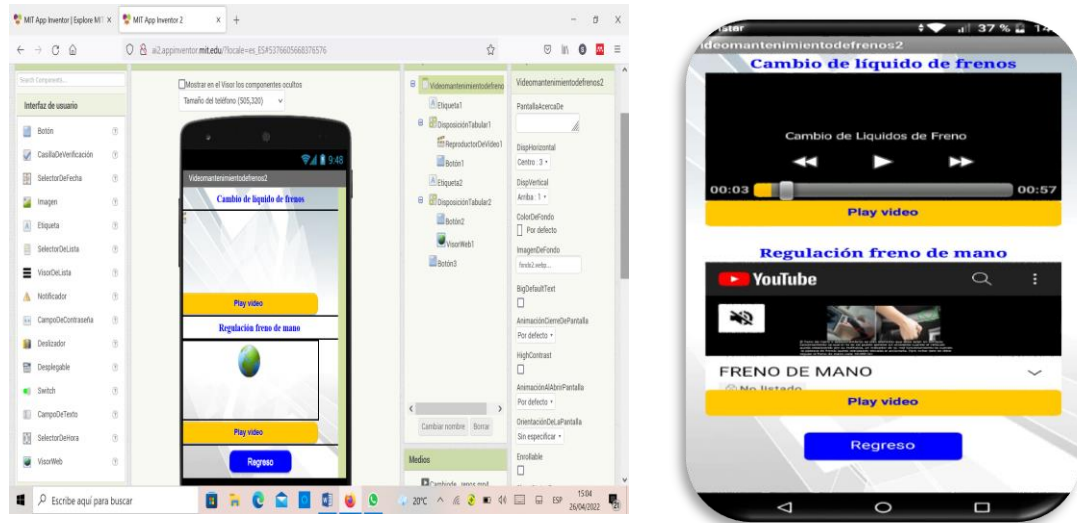 MIT App Inventor | Explore MIT
MIT App Inventor 2
ai2.appinventor.mit.edu/?locale=es_ES#5376605668376576
Search Components...
Interfaz de usuario
Botón
CasillaDeVerificación
SelectorDeFecha
Imagen
Etiqueta
SelectorDeLista
VisorDeLista
Notificador
CampoDeContraseña
Deslizador
Desplegable
Switch
CampoDeTexto
SelectorDeHora
VisorWeb
Mostrar en el Visor los componentes ocultos
Tamaño del teléfono (505,320)
9:48
Videomantenimientodefrenos2
Cambio de líquido de frenos
Play video
Regulación freno de mano
Play video
Regreso
Videomantenimientodefreno
Etiqueta1
DisposiciónTabular1
ReproductorDeVídeo1
Botón1
Etiqueta2
DisposiciónTabular2
Botón2
VisorWeb1
Botón3
Cambiar nombre Borrar
Medios
Videomantenimientodefrenos2
PantallaAcercaDe
DispHorizontal
Centro : 3
DispVertical
Arriba : 1
ColorDeFondo
Por defecto
ImagenDeFondo
fondo2.webp...
BigDefaultText
AnimaciónCierreDePantalla
Por defecto
HighContrast
AnimaciónAlAbrirPantalla
Por defecto
OrientaciónDeLaPantalla
Sin especificar
Enrollable
Escribe aquí para buscar
20°C
ESP
15:04
26/04/2022
37 %
ideomantenimientodefrenos2
Cambio de líquido de frenos
Cambio de Liquidos de Freno
00:03
00:57
Play video
Regulación freno de mano
YouTube
FRENO DE MANO
No listado
Play video
Regreso